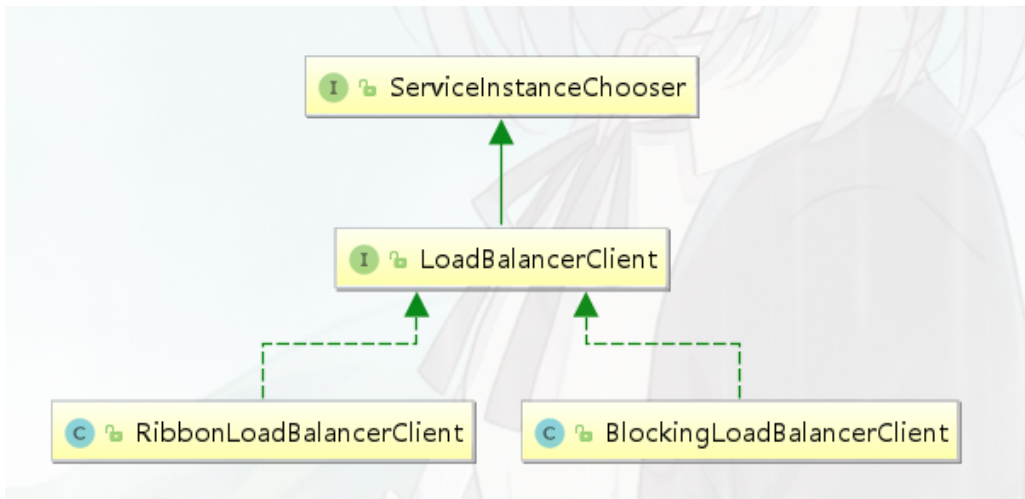 I ServiceInstanceChooser
I LoadBalancerClient
C RibbonLoadBalancerClient
C BlockingLoadBalancerClient